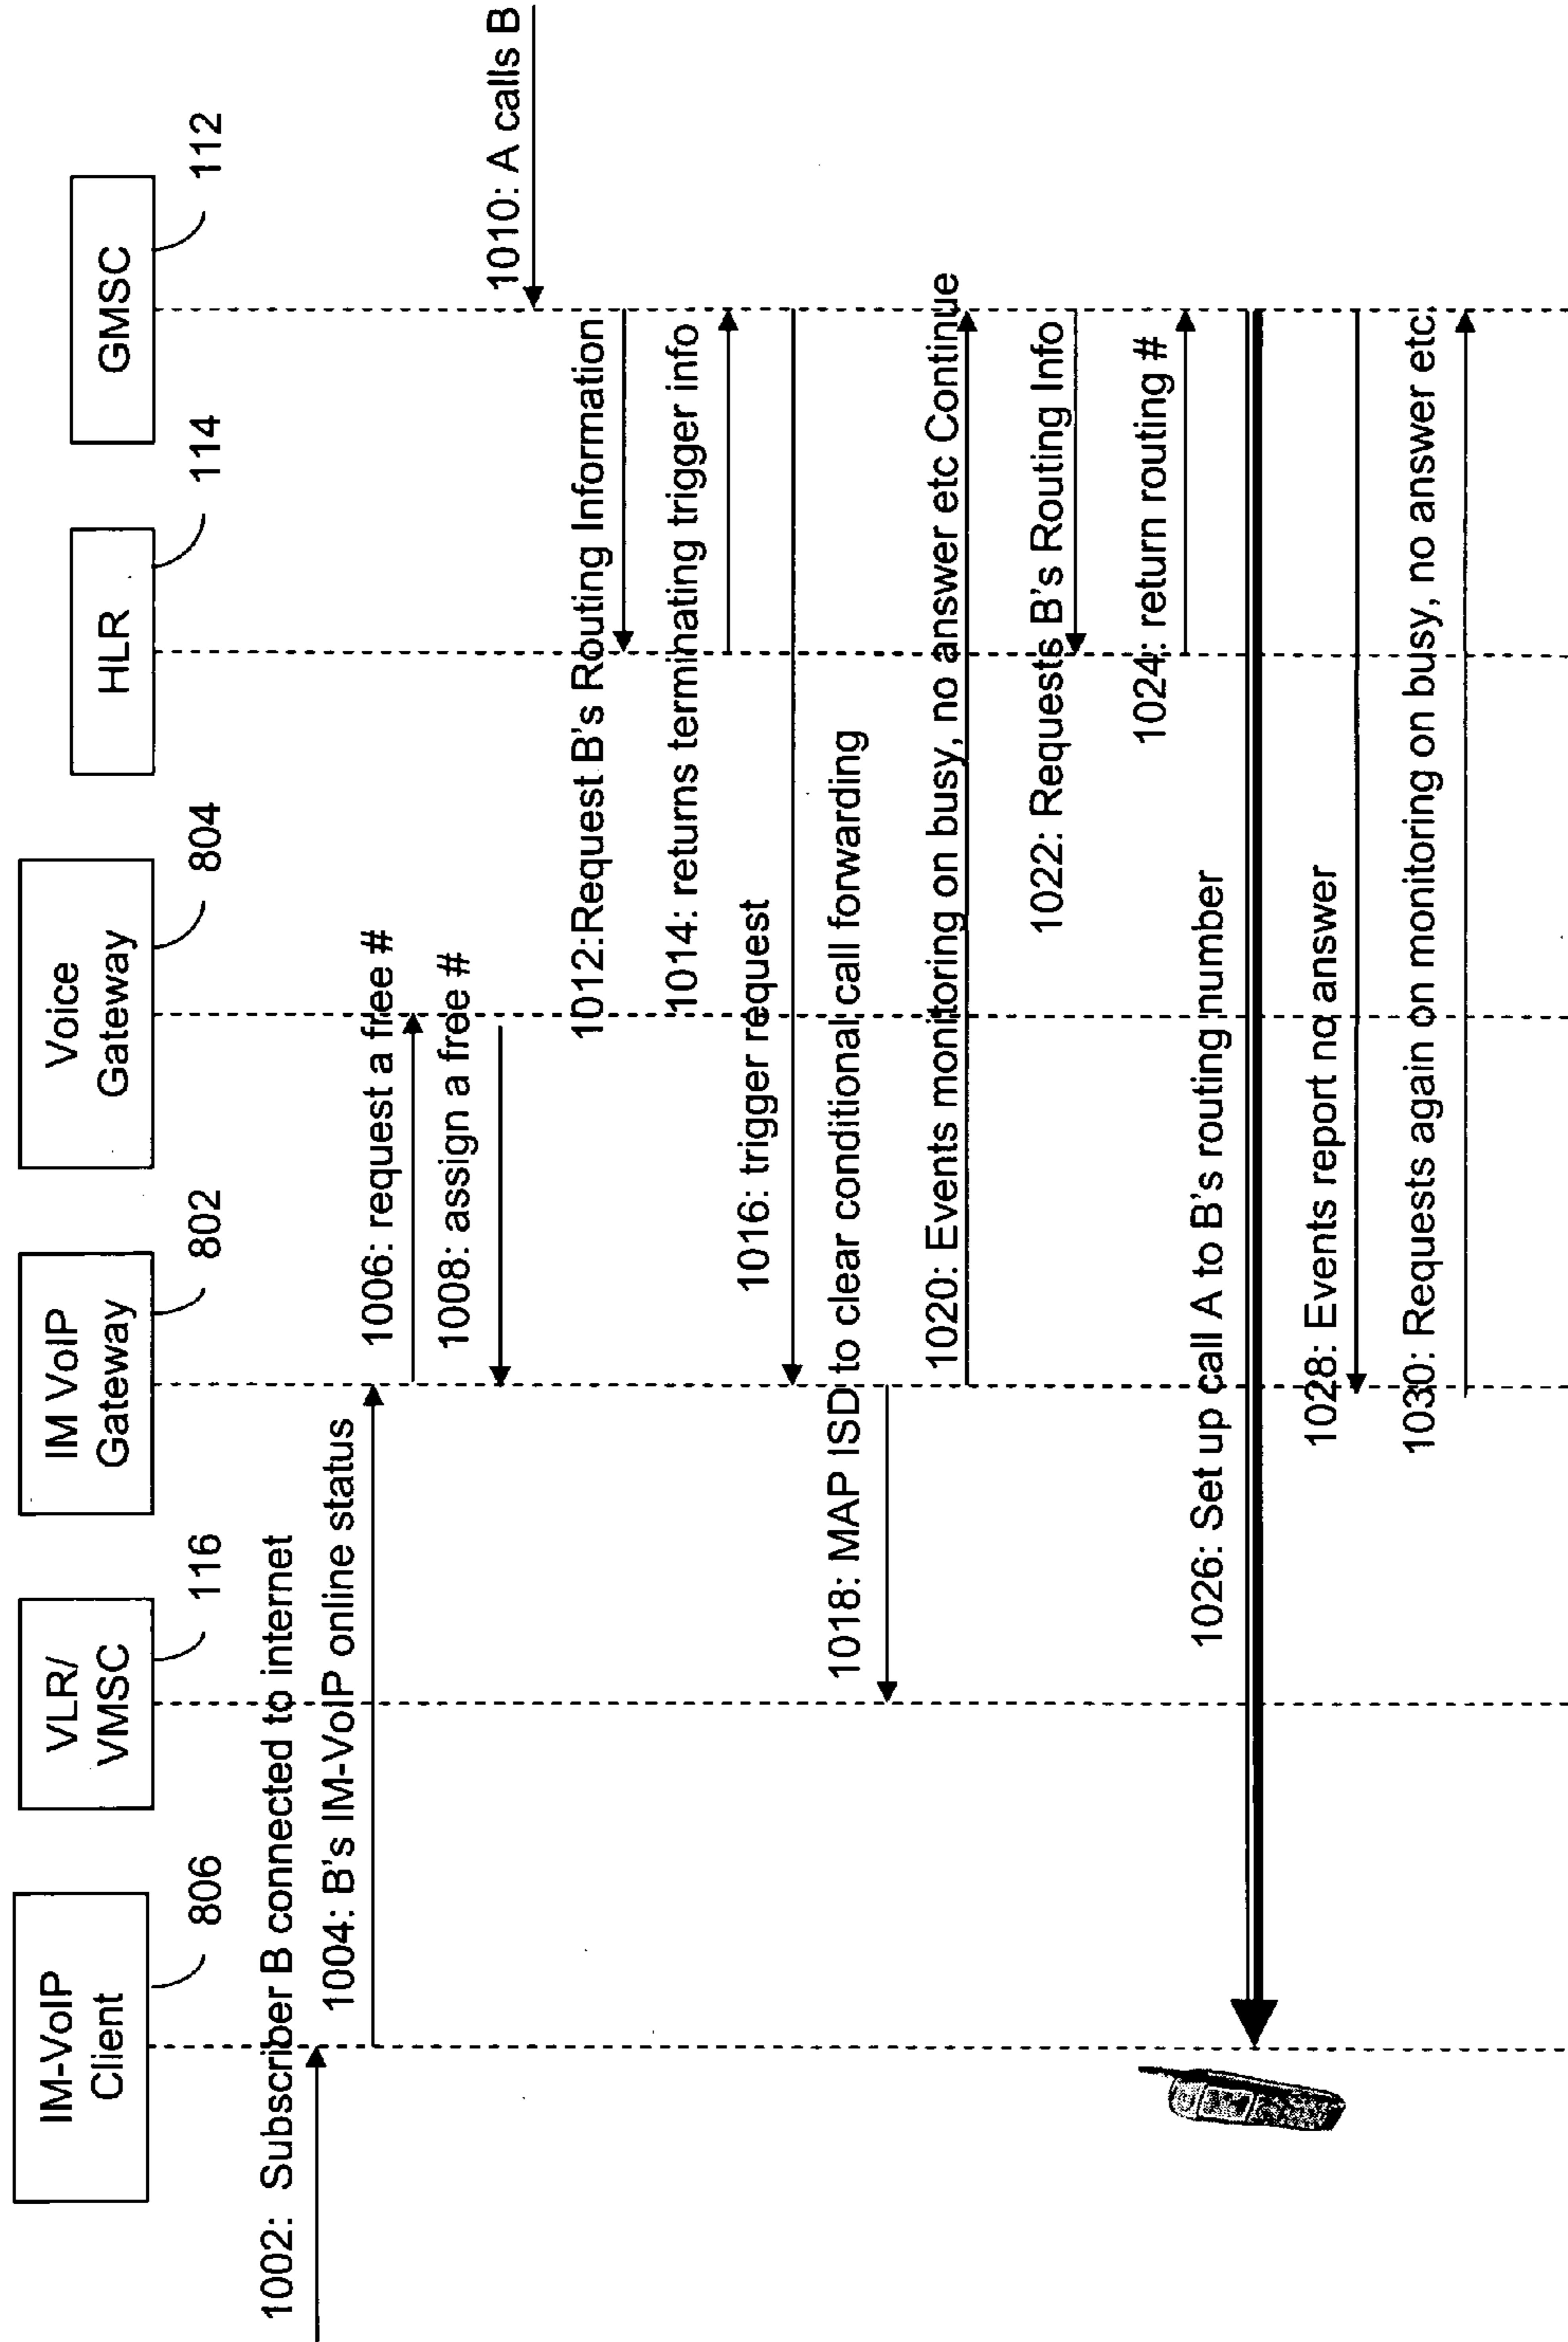 IM-VoIP
Client
806
VLR/
VMSC
116
IM VoIP
Gateway
802
Voice
Gateway
804
HLR
114
GMSC
112
1002: Subscriber B connected to internet
1004: B's IM-VoIP online status
1006: request a free #
1008: assign a free #
1010: A calls B
1012:Request B's Routing Information
1014: returns terminating trigger info
1016: trigger request
1018: MAP ISD to clear conditional call forwarding
1020: Events monitoring on busy, no answer etc Continue
1022: Requests B's Routing Info
1024: return routing #
1026: Set up call A to B's routing number
1028: Events report no answer
1030: Requests again on monitoring on busy, no answer etc